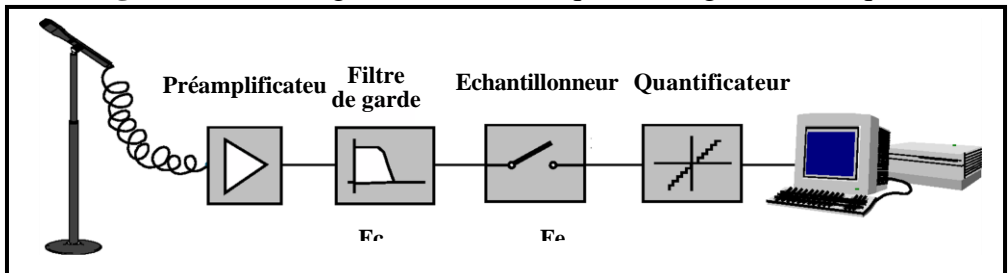 Préamplificateu
Filtre
de garde
Echantillonneur
Quantificateur
Fc
Fe